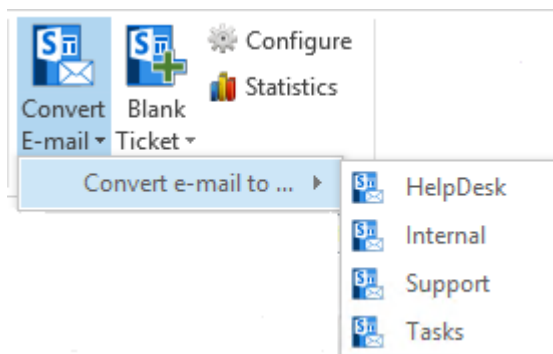 Configure
Statistics
Convert
E-mail
Blank
Ticket
Convert e-mail to ...
HelpDesk
Internal
Support
Tasks